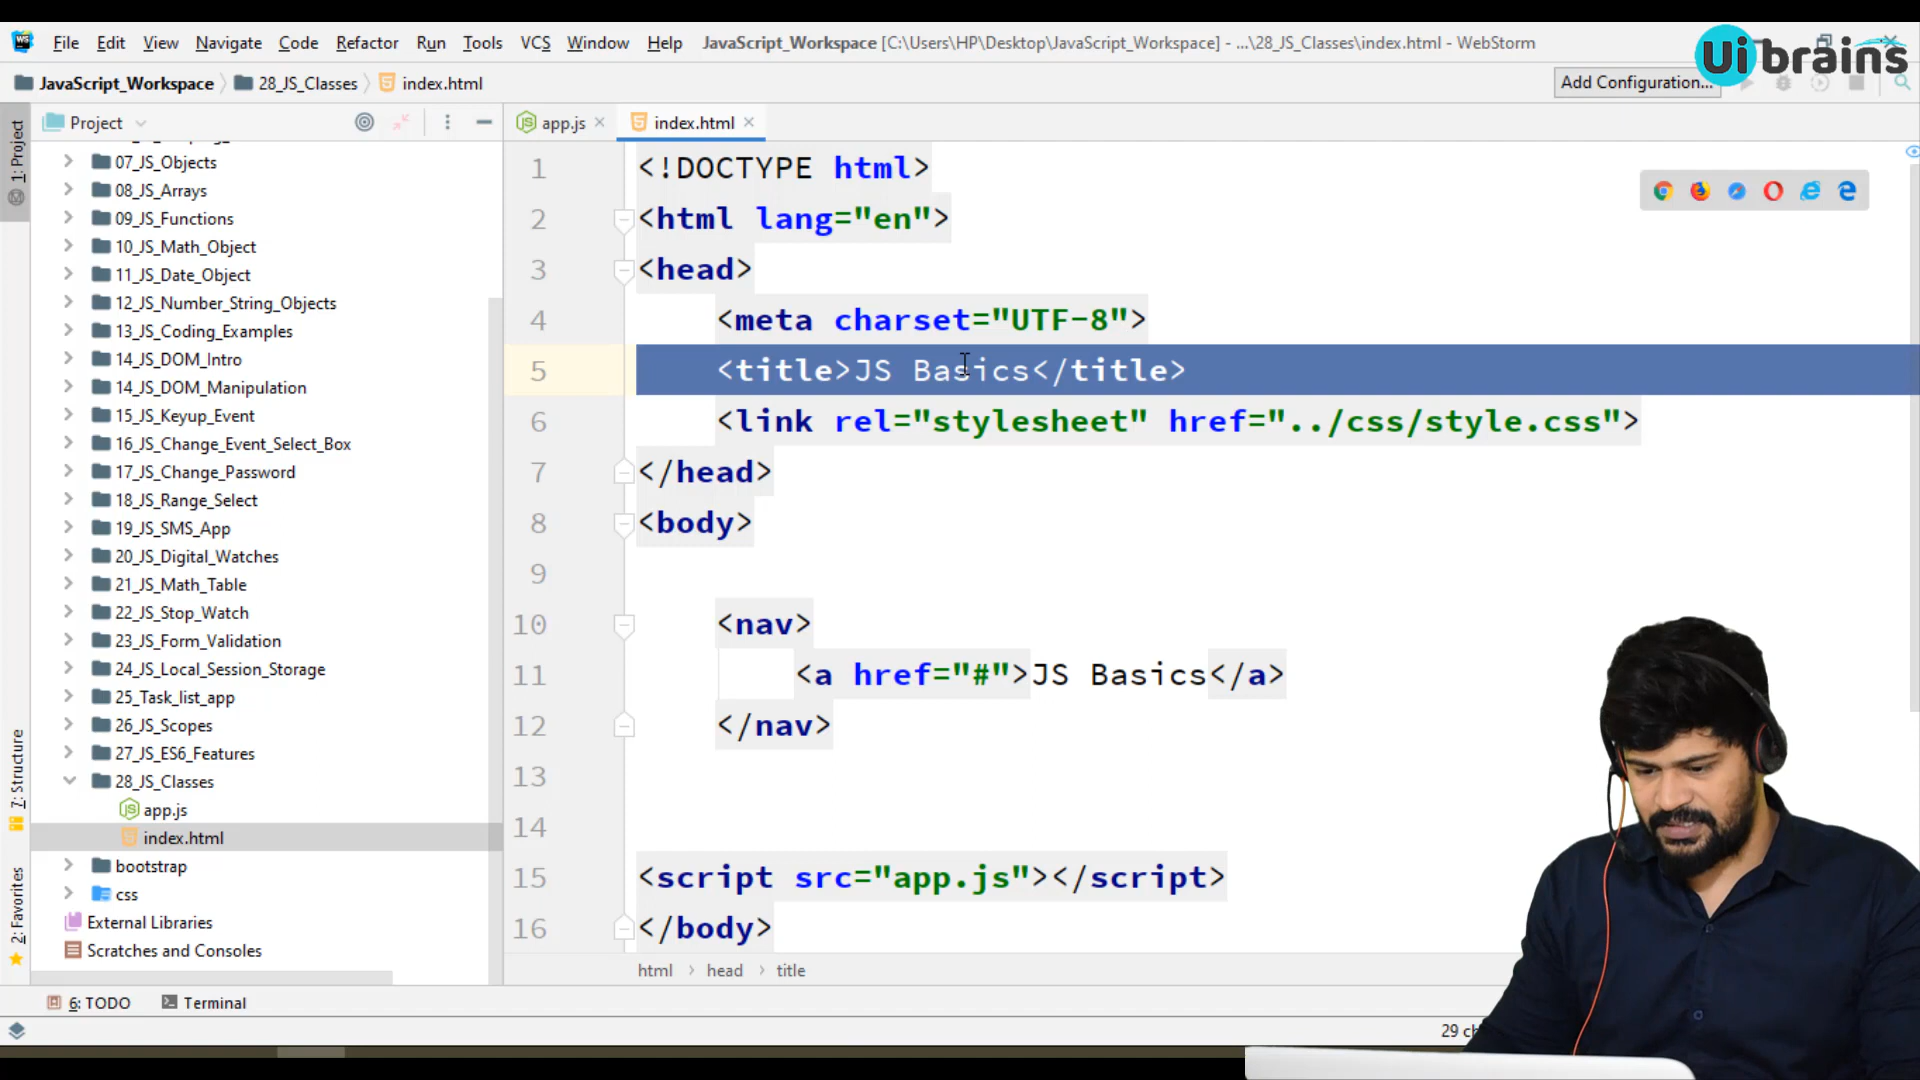 File Edit View Navigate Code Refactor Run Tools VCS Window Help JavaScript_Workspace [C:\Users\HP\Desktop\JavaScript_Workspace] - ...\28_JS_Classes\index.html - WebStorm
Ui brains
JavaScript_Workspace 28_JS_Classes index.html
Add Configuration...
1: Project
Project
app.js
index.html
07_JS_Objects
08_JS_Arrays
09_JS_Functions
10_JS_Math_Object
11_JS_Date_Object
12_JS_Number_String_Objects
13_JS_Coding_Examples
14_JS_DOM_Intro
14_JS_DOM_Manipulation
15_JS_Keyup_Event
16_JS_Change_Event_Select_Box
17_JS_Change_Password
18_JS_Range_Select
19_JS_SMS_App
20_JS_Digital_Watches
21_JS_Math_Table
22_JS_Stop_Watch
23_JS_Form_Validation
24_JS_Local_Session_Storage
25_Task_list_app
26_JS_Scopes
27_JS_ES6_Features
28_JS_Classes
app.js
index.html
bootstrap
css
External Libraries
Scratches and Consoles
7: Structure
2: Favorites
1 <!DOCTYPE html>
2 <html lang="en">
3 <head>
4 <meta charset="UTF-8">
5 <title>JS Basics</title>
6 <link rel="stylesheet" href="../css/style.css">
7 </head>
8 <body>
9
10 <nav>
11 <a href="#">JS Basics</a>
12 </nav>
13
14
15 <script src="app.js"></script>
16 </body>
html head title
6: TODO Terminal
29